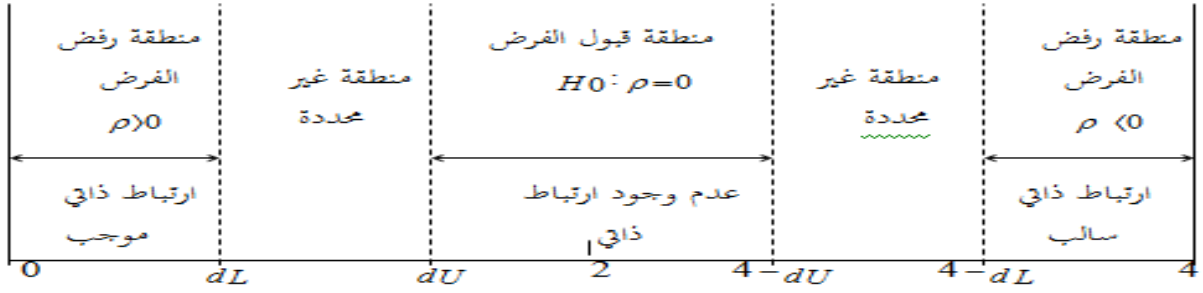 منطقة رفض
الفرض
ρ>0
ارتباط ذاتي
موجب
منطقة غير
محددة
منطقة قبول الفرض
H0: ρ=0
عدم وجود ارتباط
ذاتي
منطقة غير
محددة
منطقة رفض
الفرض
ρ <0
ارتباط ذاتي
سالب
0 dL dU 2 4-dU 4-dL 4